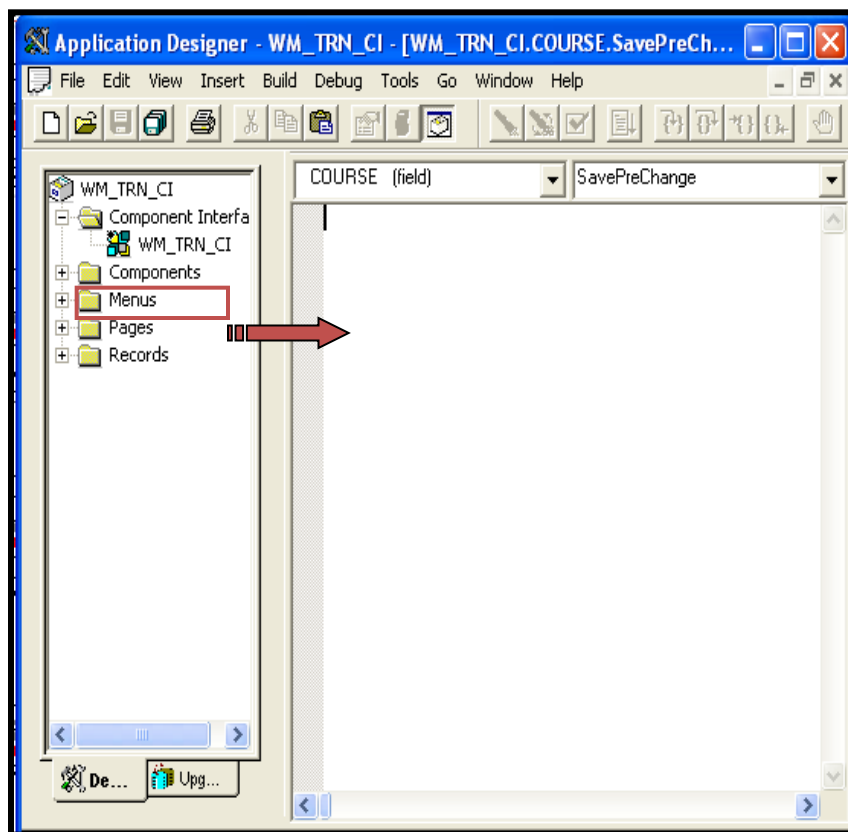 Application Designer - WM_TRN_CI - [WM_TRN_CI.COURSE.SavePreCh...
File Edit View Insert Build Debug Tools Go Window Help
COURSE (field) SavePreChange
WM_TRN_CI
Component Interfa
WM_TRN_CI
Components
Menus
Pages
Records
De... Upg...